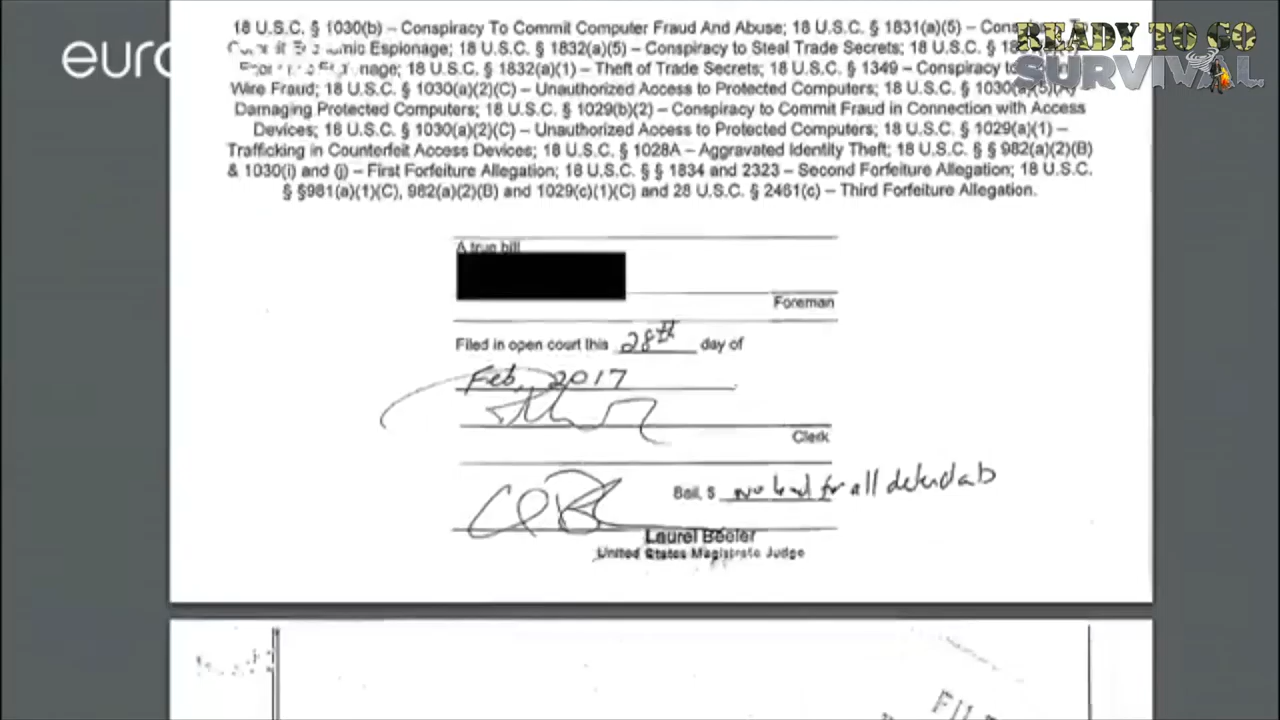 18 U.S.C. § 1030(b) – Conspiracy To Commit Computer Fraud And Abuse; 18 U.S.C. § 1831(a)(5) –
READY TO GO
SURVIVAL
euro
Espionage; 18 U.S.C. § 1832(a)(5) – Conspiracy to Steal Trade Secrets; 18 U.S.C. §
18 U.S.C. § 1832(a)(1) – Theft of Trade Secrets; 18 U.S.C. § 1349 – Conspiracy to
Wire Fraud; 18 U.S.C. § 1030(a)(2)(C) – Unauthorized Access to Protected Computers; 18 U.S.C. § 1030(a)(5)(A)
Damaging Protected Computers; 18 U.S.C. § 1029(b)(2) – Conspiracy to Commit Fraud in Connection with Access
Devices; 18 U.S.C. § 1030(a)(2)(C) – Unauthorized Access to Protected Computers; 18 U.S.C. § 1029(a)(1) –
Trafficking in Counterfeit Access Devices; 18 U.S.C. § 1028A – Aggravated Identity Theft; 18 U.S.C. § § 982(a)(2)(B)
& 1030(i) and (j) – First Forfeiture Allegation; 18 U.S.C. § § 1834 and 2323 – Second Forfeiture Allegation; 18 U.S.C.
§ §981(a)(1)(C), 982(a)(2)(B) and 1029(c)(1)(C) and 28 U.S.C. § 2461(c) – Third Forfeiture Allegation.
A true bill
Foreman
Filed in open court this 28th day of
Feb, 2017
Clerk
Bail, $ no bail for all defendants
Laurel Beeler
United States Magistrate Judge